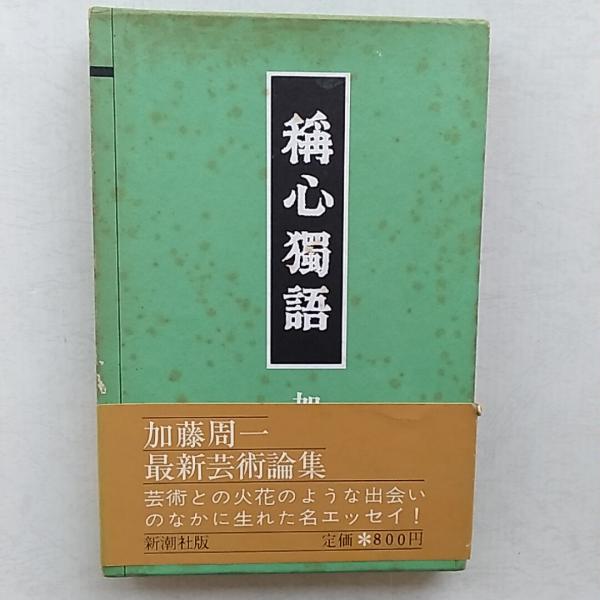 稱心獨語
加藤周一
最新芸術論集
芸術との火花のような出会い
のなかに生れた名エッセイ!
新潮社版 定価*800円